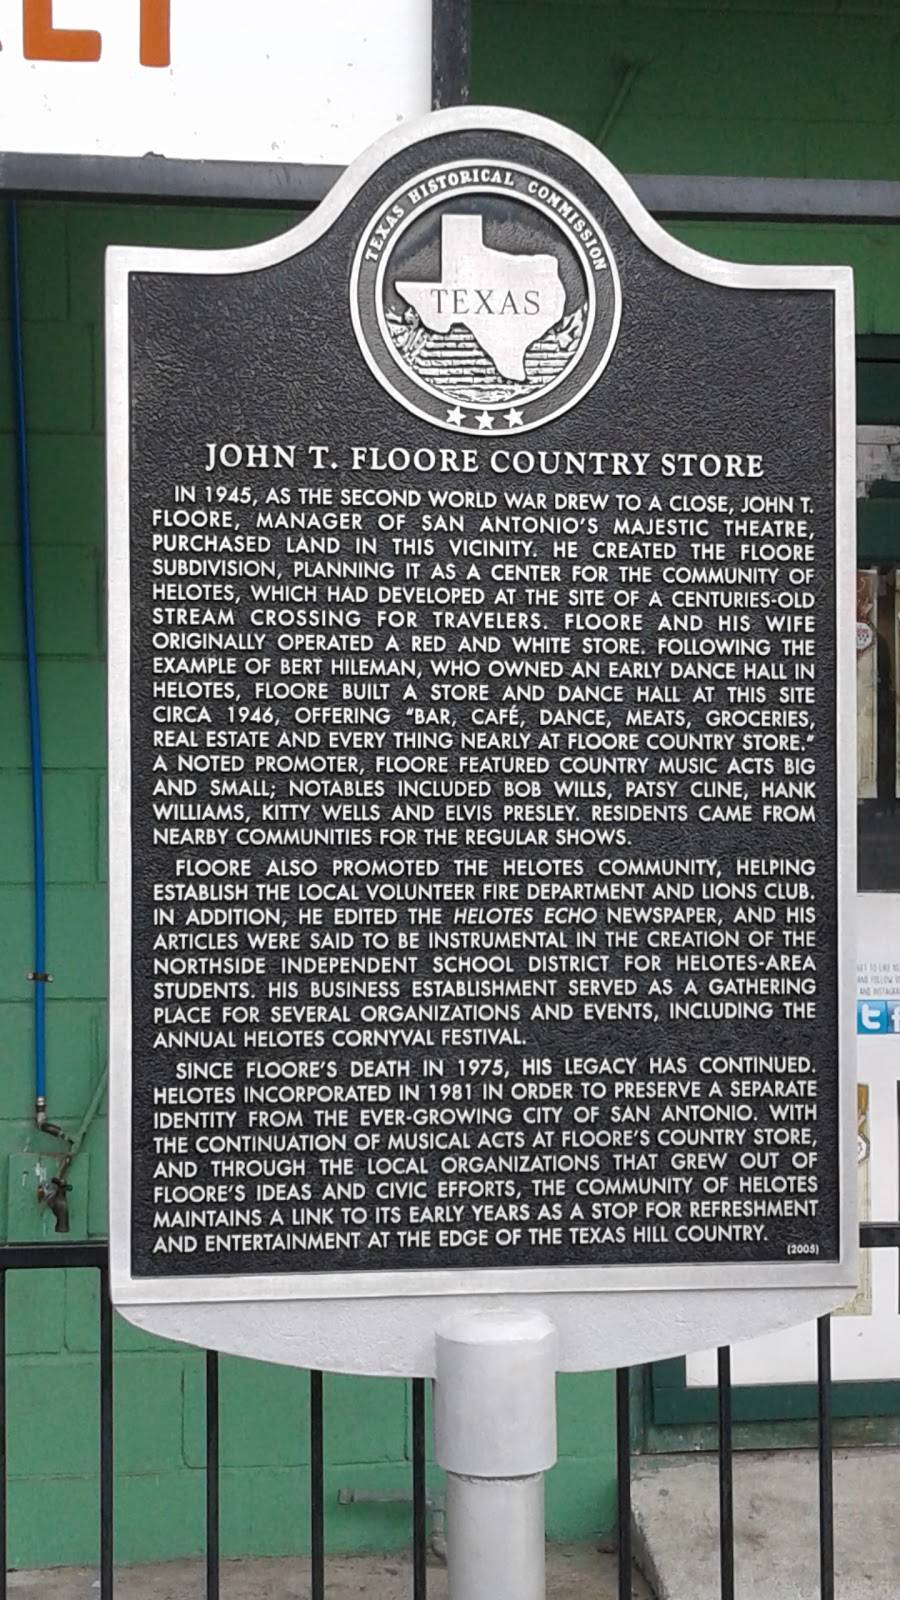 TEXAS HISTORICAL COMMISSION
TEXAS
JOHN T. FLOORE COUNTRY STORE
IN 1945, AS THE SECOND WORLD WAR DREW TO A CLOSE, JOHN T.
FLOORE, MANAGER OF SAN ANTONIO'S MAJESTIC THEATRE,
PURCHASED LAND IN THIS VICINITY. HE CREATED THE FLOORE
SUBDIVISION, PLANNING IT AS A CENTER FOR THE COMMUNITY OF
HELOTES, WHICH HAD DEVELOPED AT THE SITE OF A CENTURIES-OLD
STREAM CROSSING FOR TRAVELERS. FLOORE AND HIS WIFE
ORIGINALLY OPERATED A RED AND WHITE STORE. FOLLOWING THE
EXAMPLE OF BERT HILEMAN, WHO OWNED AN EARLY DANCE HALL IN
HELOTES, FLOORE BUILT A STORE AND DANCE HALL AT THIS SITE
CIRCA 1946, OFFERING "BAR, CAFÉ, DANCE, MEATS, GROCERIES,
REAL ESTATE AND EVERY THING NEARLY AT FLOORE COUNTRY STORE."
A NOTED PROMOTER, FLOORE FEATURED COUNTRY MUSIC ACTS BIG
AND SMALL; NOTABLES INCLUDED BOB WILLS, PATSY CLINE, HANK
WILLIAMS, KITTY WELLS AND ELVIS PRESLEY. RESIDENTS CAME FROM
NEARBY COMMUNITIES FOR THE REGULAR SHOWS.
FLOORE ALSO PROMOTED THE HELOTES COMMUNITY, HELPING
ESTABLISH THE LOCAL VOLUNTEER FIRE DEPARTMENT AND LIONS CLUB.
IN ADDITION, HE EDITED THE HELOTES ECHO NEWSPAPER, AND HIS
ARTICLES WERE SAID TO BE INSTRUMENTAL IN THE CREATION OF THE
NORTHSIDE INDEPENDENT SCHOOL DISTRICT FOR HELOTES-AREA
STUDENTS. HIS BUSINESS ESTABLISHMENT SERVED AS A GATHERING
PLACE FOR SEVERAL ORGANIZATIONS AND EVENTS, INCLUDING THE
ANNUAL HELOTES CORNYVAL FESTIVAL.
SINCE FLOORE'S DEATH IN 1975, HIS LEGACY HAS CONTINUED.
HELOTES INCORPORATED IN 1981 IN ORDER TO PRESERVE A SEPARATE
IDENTITY FROM THE EVER-GROWING CITY OF SAN ANTONIO. WITH
THE CONTINUATION OF MUSICAL ACTS AT FLOORE'S COUNTRY STORE,
AND THROUGH THE LOCAL ORGANIZATIONS THAT GREW OUT OF
FLOORE'S IDEAS AND CIVIC EFFORTS, THE COMMUNITY OF HELOTES
MAINTAINS A LINK TO ITS EARLY YEARS AS A STOP FOR REFRESHMENT
AND ENTERTAINMENT AT THE EDGE OF THE TEXAS HILL COUNTRY.
(2005)